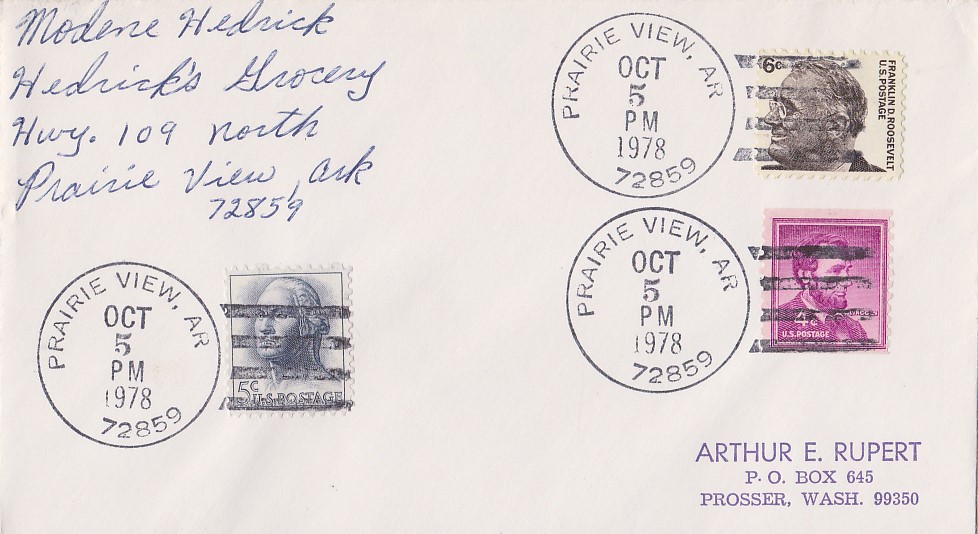 Modene Hedrick
Hedrick's Grocery
Hwy. 109 north
Prairie View, Ark
72859
PRAIRIE VIEW, AR
OCT
5
PM
1978
72859
6c
FRANKLIN D. ROOSEVELT
U.S. POSTAGE
PRAIRIE VIEW, AR
OCT
5
PM
1978
72859
4c
U.S. POSTAGE
PRAIRIE VIEW, AR
OCT
5
PM
1978
72859
5c
U.S. POSTAGE
ARTHUR E. RUPERT
P. O. BOX 645
PROSSER, WASH. 99350